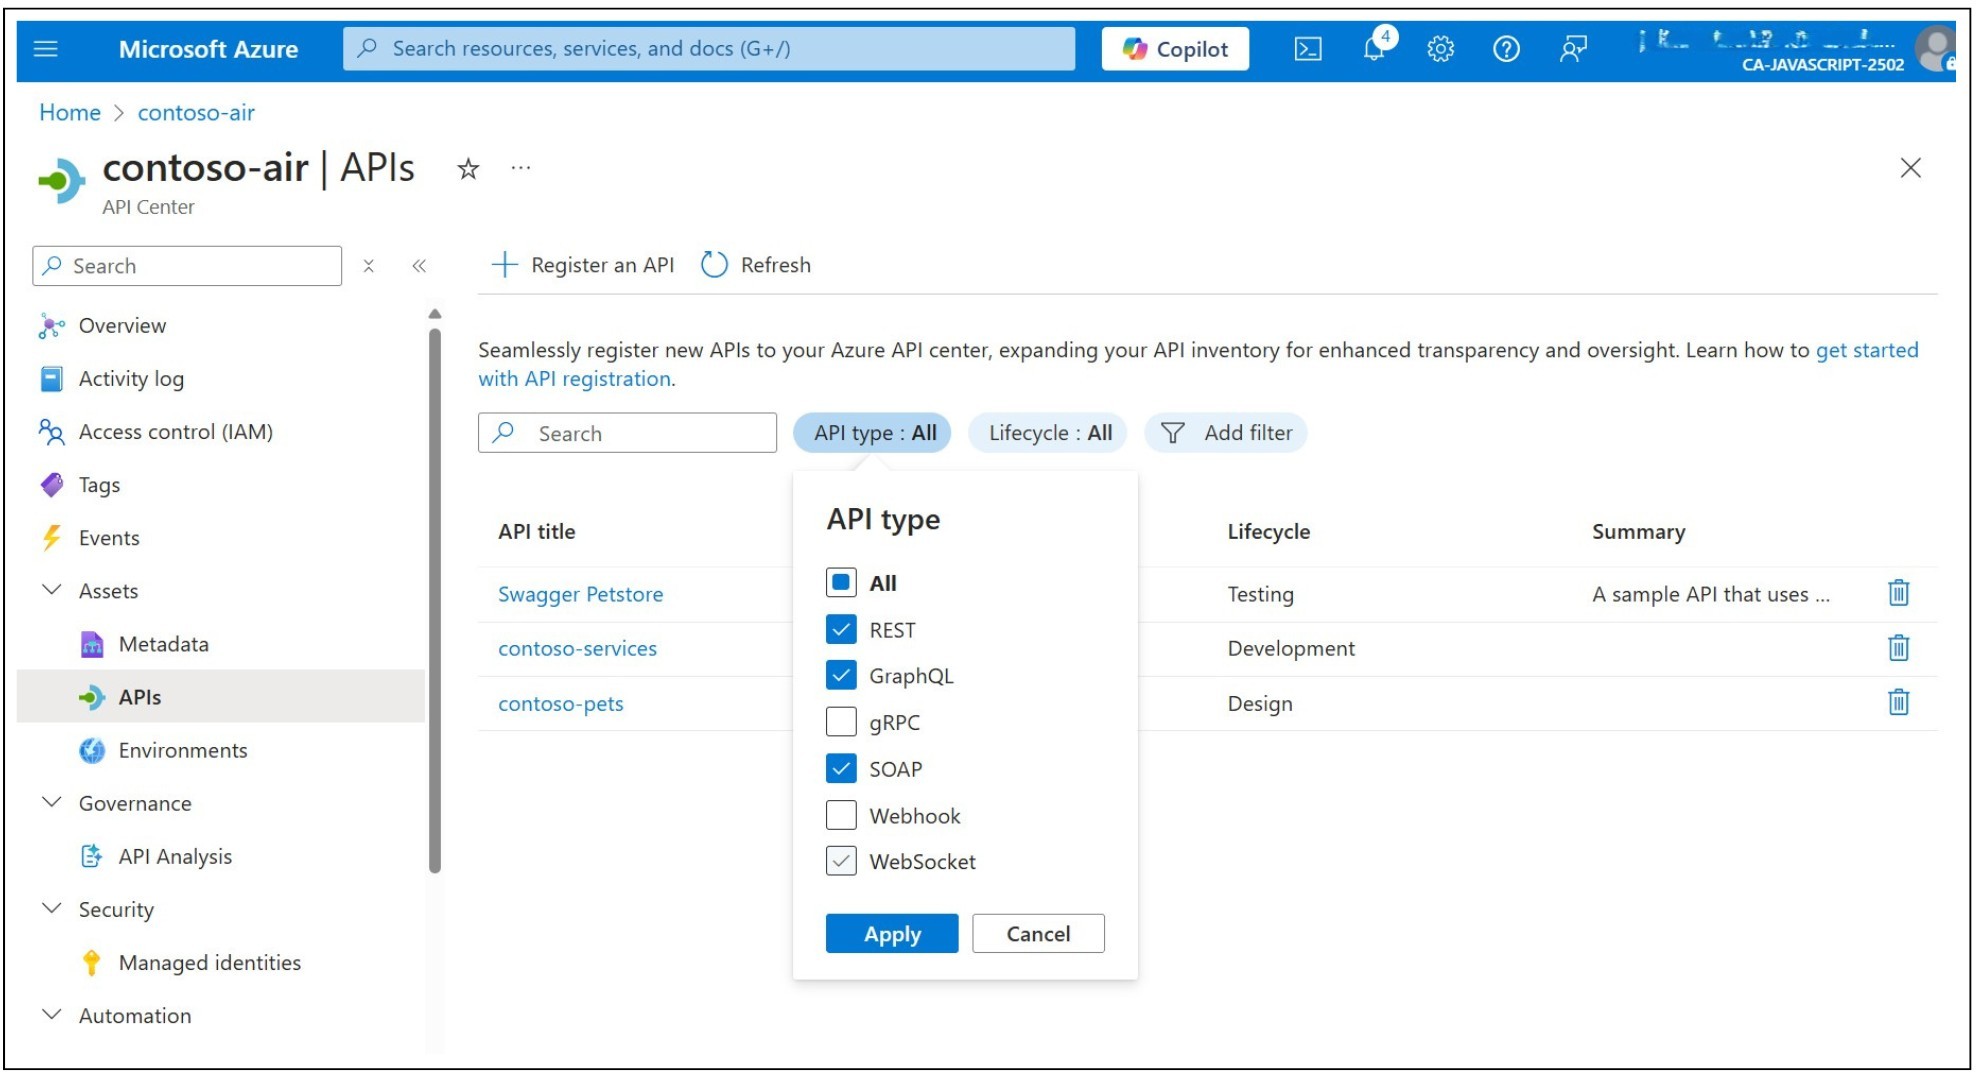 Microsoft Azure
Search resources, services, and docs (G+/)
Copilot
4
CA-JAVASCRIPT-2502
Home > contoso-air
contoso-air | APIs
API Center
Search
Overview
Activity log
Access control (IAM)
Tags
Events
Assets
Metadata
APIs
Environments
Governance
API Analysis
Security
Managed identities
Automation
Register an API
Refresh
Seamlessly register new APIs to your Azure API center, expanding your API inventory for enhanced transparency and oversight. Learn how to get started
with API registration.
Search
API type : All
Lifecycle : All
Add filter
API title
Lifecycle
Summary
Swagger Petstore
Testing
A sample API that uses ...
contoso-services
Development
contoso-pets
Design
API type
All
REST
GraphQL
gRPC
SOAP
Webhook
WebSocket
Apply
Cancel